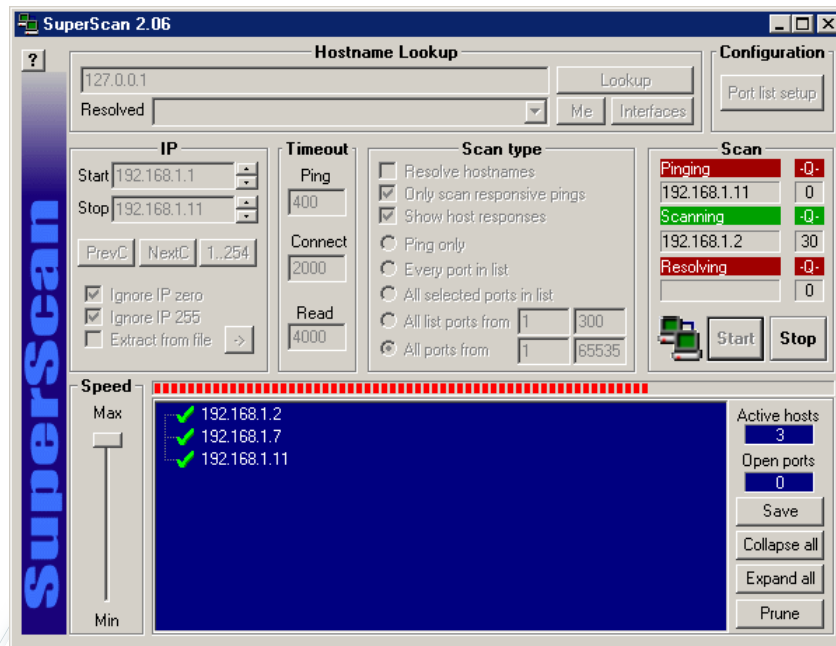 SuperScan 2.06
?
Hostname Lookup
127.0.0.1
Lookup
Resolved
Me
Interfaces
Configuration
Port list setup
IP
Start 192.168.1.1
Stop 192.168.1.11
PrevC NextC 1..254
Ignore IP zero
Ignore IP 255
Extract from file ->
Timeout
Ping
400
Connect
2000
Read
4000
Scan type
Resolve hostnames
Only scan responsive pings
Show host responses
Ping only
Every port in list
All selected ports in list
All list ports from 1 300
All ports from 1 65535
Scan
Pinging -Q-
192.168.1.11 0
Scanning -Q-
192.168.1.2 30
Resolving -Q-
0
Start Stop
SuperScan
Speed
Max
Min
192.168.1.2
192.168.1.7
192.168.1.11
Active hosts
3
Open ports
0
Save
Collapse all
Expand all
Prune